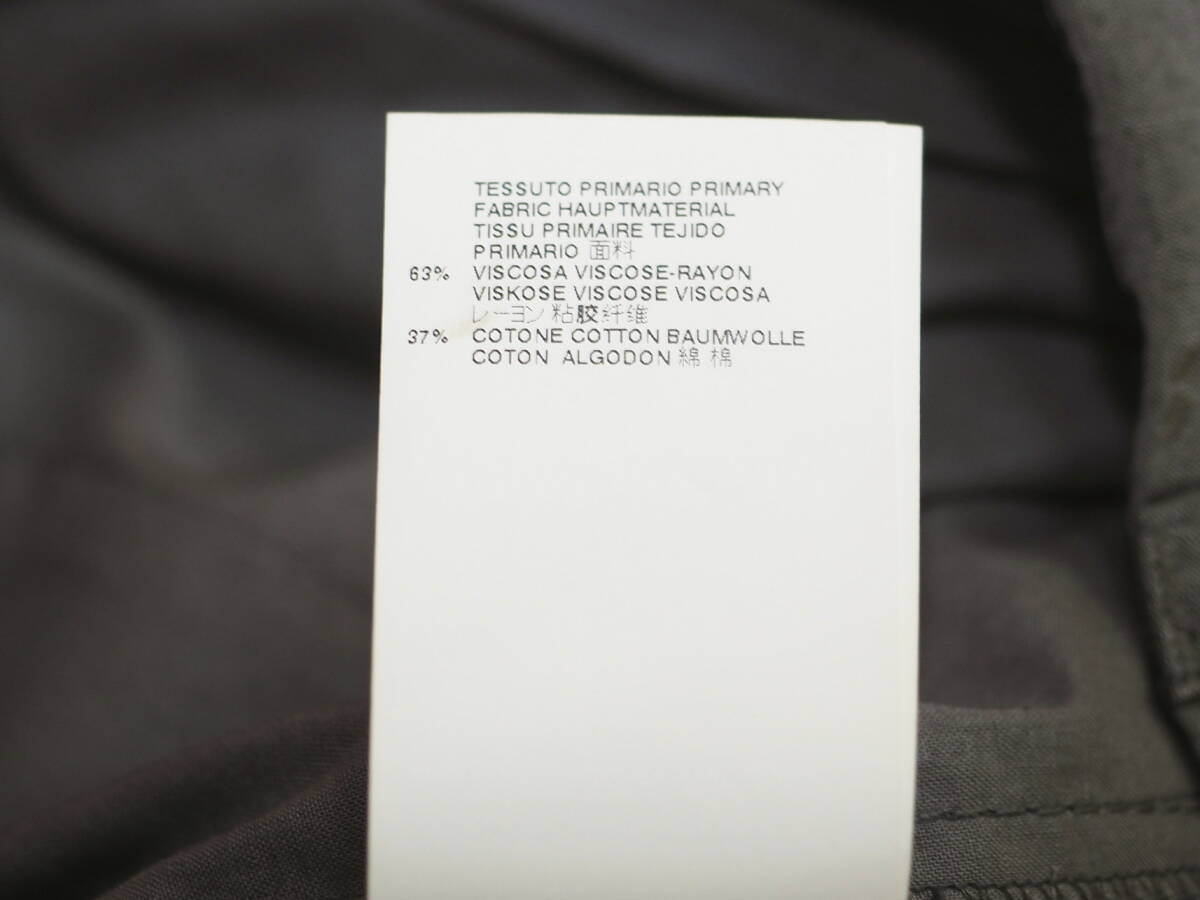 TESSUTO PRIMARIO PRIMARY
FABRIC HAUPTMATERIAL
TISSU PRIMAIRE TEJIDO
PRIMARIO 面料
63% VISCOSA VISCOSE-RAYON
VISKOSE VISCOSE VISCOSA
レーヨン 粘胶纤维
37% COTONE COTTON BAUMWOLLE
COTON ALGODON 綿 棉